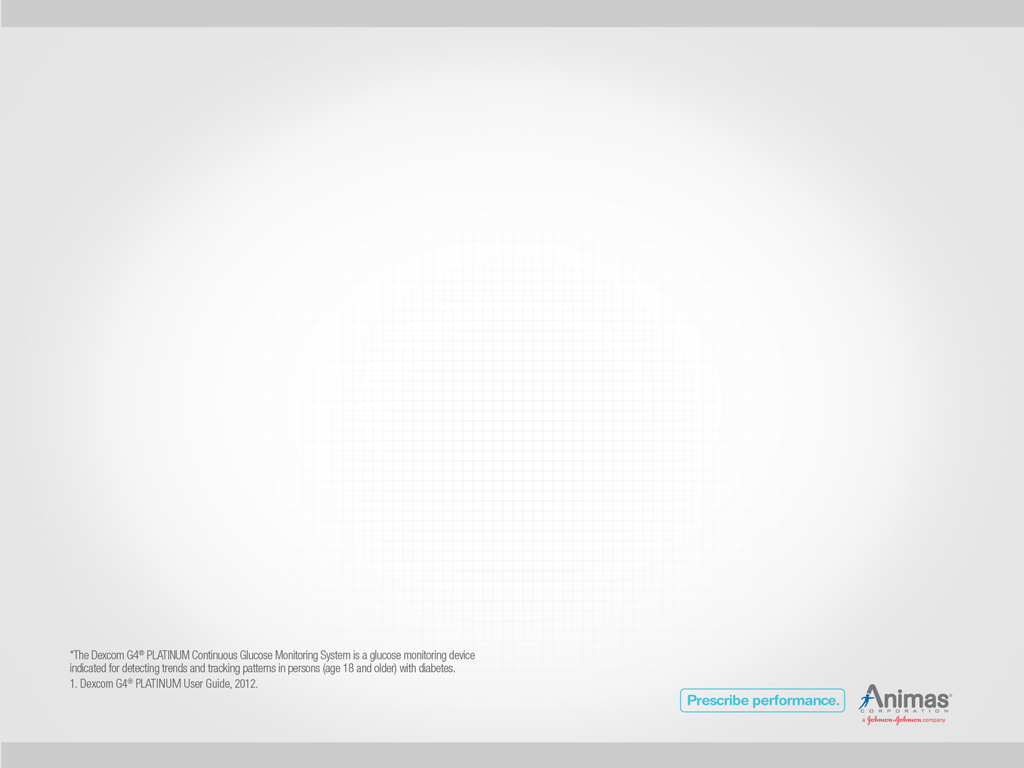 *The Dexcom G4® PLATINUM Continuous Glucose Monitoring System is a glucose monitoring device
indicated for detecting trends and tracking patterns in persons (age 18 and older) with diabetes.
1. Dexcom G4® PLATINUM User Guide, 2012.
Prescribe performance.
Animas®
CORPORATION
a Johnson & Johnson company